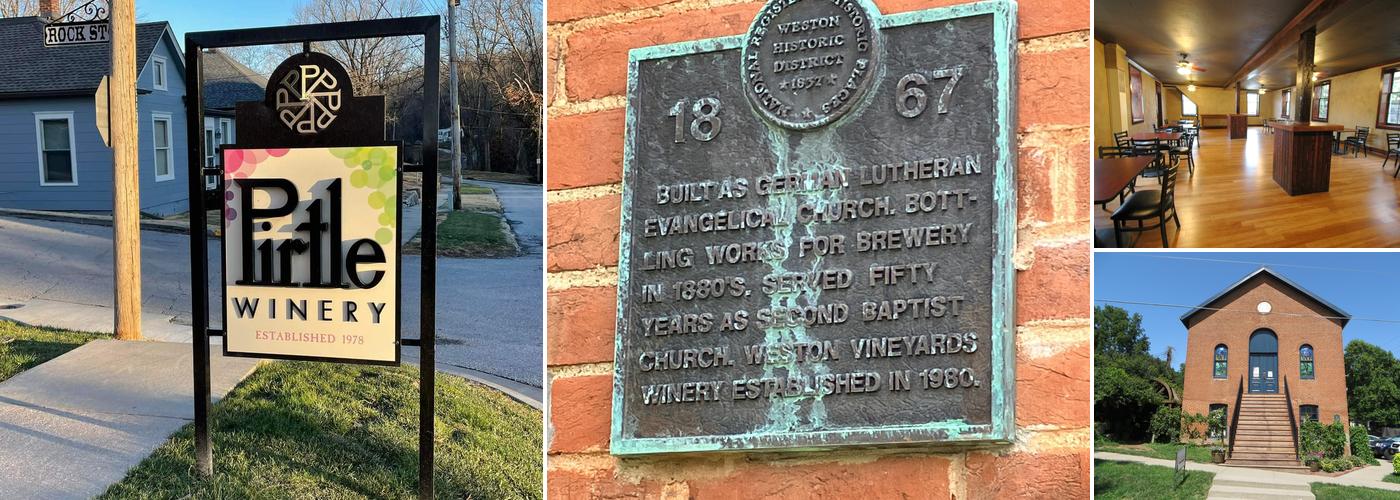 ROCK ST
Pirtle
WINERY
ESTABLISHED 1978
NATIONAL REGISTER HISTORIC PLACES
WESTON
HISTORIC
DISTRICT
★1837★
18 67
BUILT AS GERMAN LUTHERAN
EVANGELICAL CHURCH. BOTT-
LING WORKS FOR BREWERY
IN 1880'S. SERVED FIFTY
YEARS AS SECOND BAPTIST
CHURCH. WESTON VINEYARDS
WINERY ESTABLISHED IN 1980.